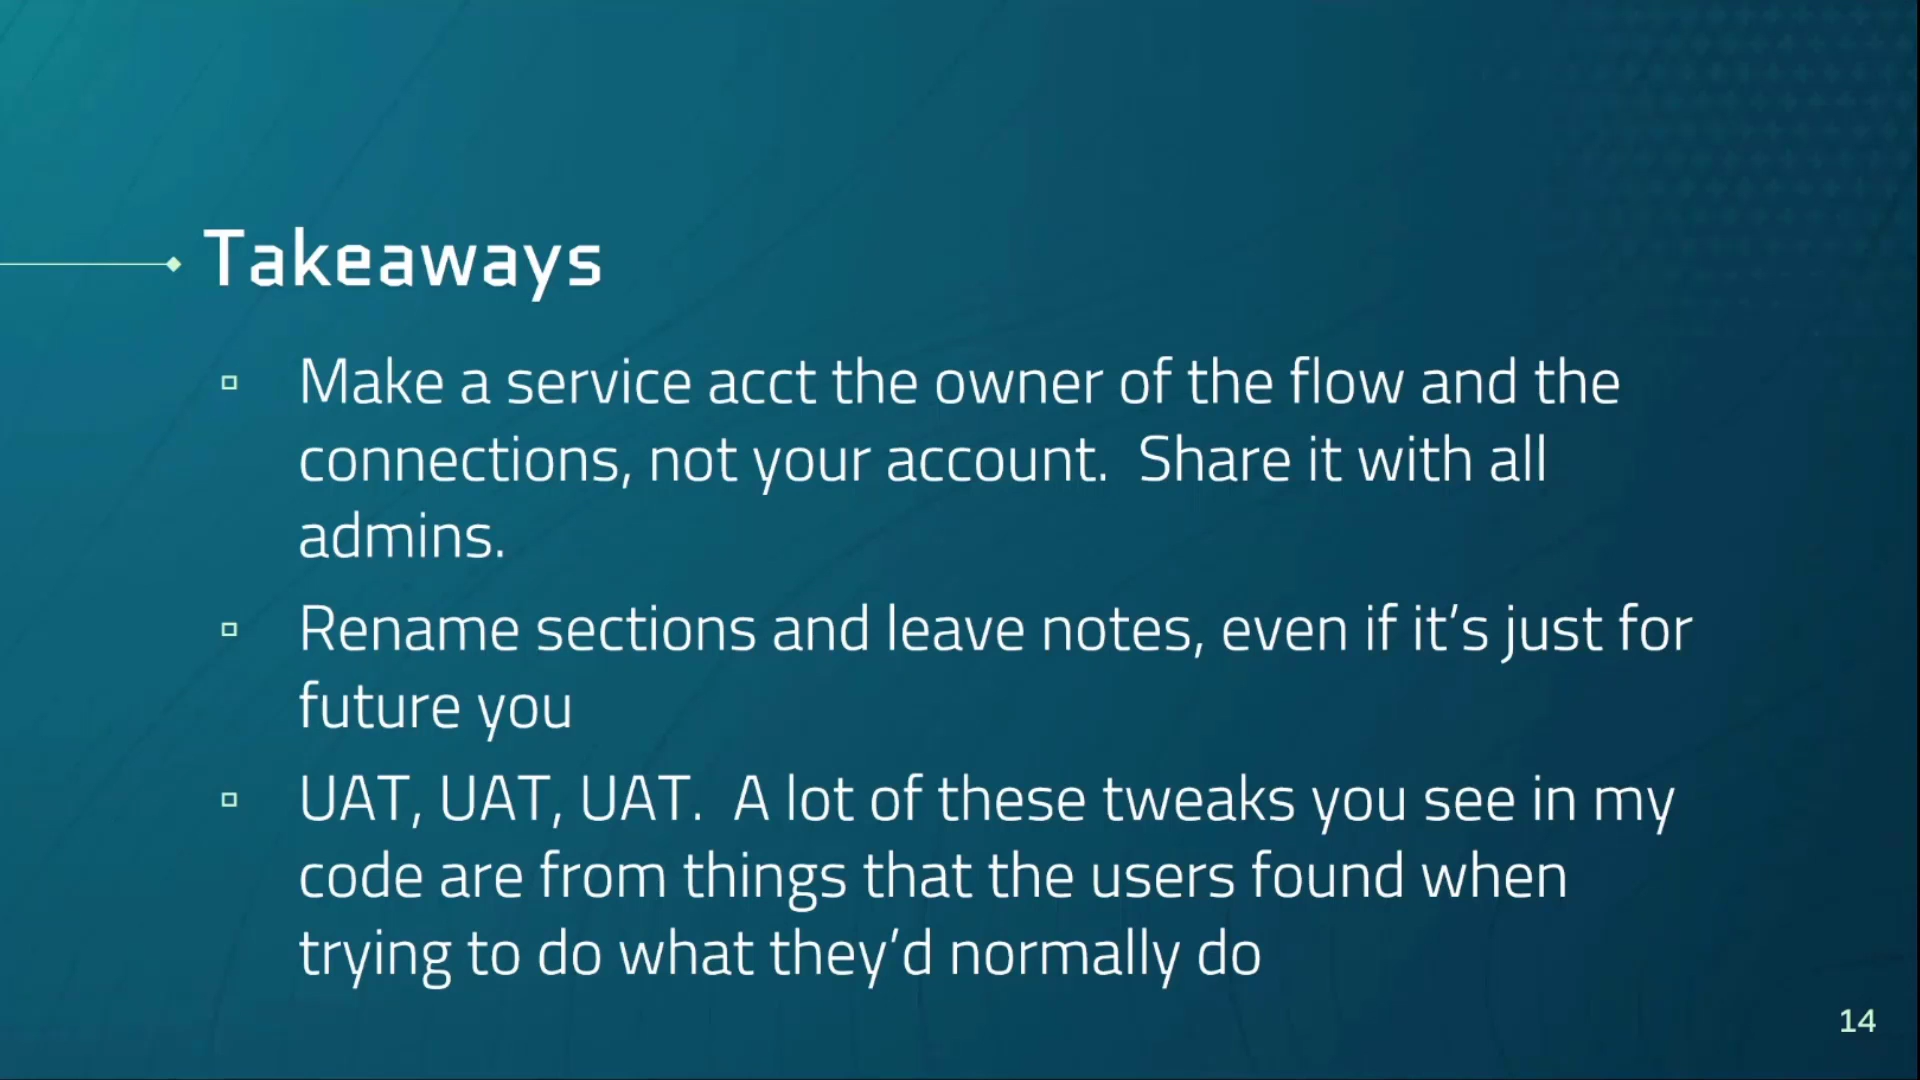 Takeaways
Make a service acct the owner of the flow and the
connections, not your account.  Share it with all
admins.
Rename sections and leave notes, even if it’s just for
future you
UAT, UAT, UAT.  A lot of these tweaks you see in my
code are from things that the users found when
trying to do what they’d normally do
14